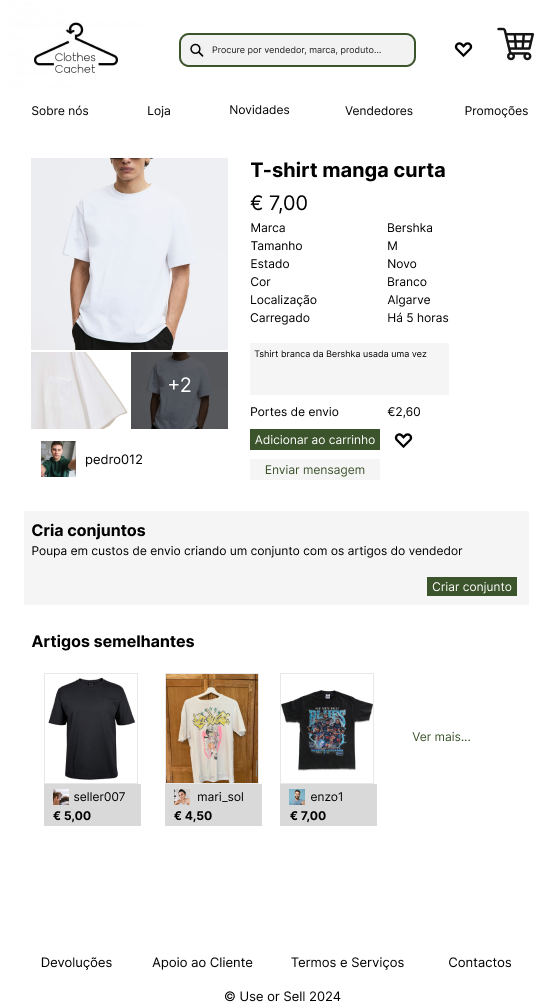 Clothes
Cachet
Procure por vendedor, marca, produto...
Sobre nós
Loja
Novidades
Vendedores
Promoções
T-shirt manga curta
€ 7,00
Marca Bershka
Tamanho M
Estado Novo
Cor Branco
Localização Algarve
Carregado Há 5 horas
Tshirt branca da Bershka usada uma vez
+2
Portes de envio €2,60
Adicionar ao carrinho
Enviar mensagem
pedro012
Cria conjuntos
Poupa em custos de envio criando um conjunto com os artigos do vendedor
Criar conjunto
Artigos semelhantes
Ver mais...
seller007
€ 5,00
mari_sol
€ 4,50
enzo1
€ 7,00
Devoluções
Apoio ao Cliente
Termos e Serviços
Contactos
© Use or Sell 2024